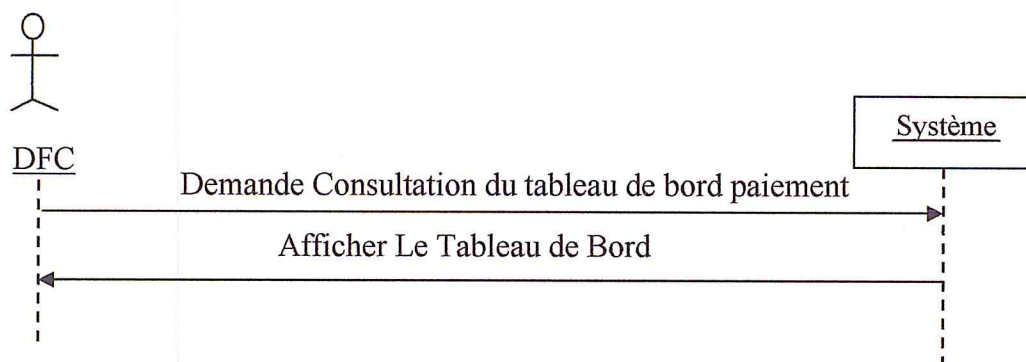 DFC
Système
Demande Consultation du tableau de bord paiement
Afficher Le Tableau de Bord